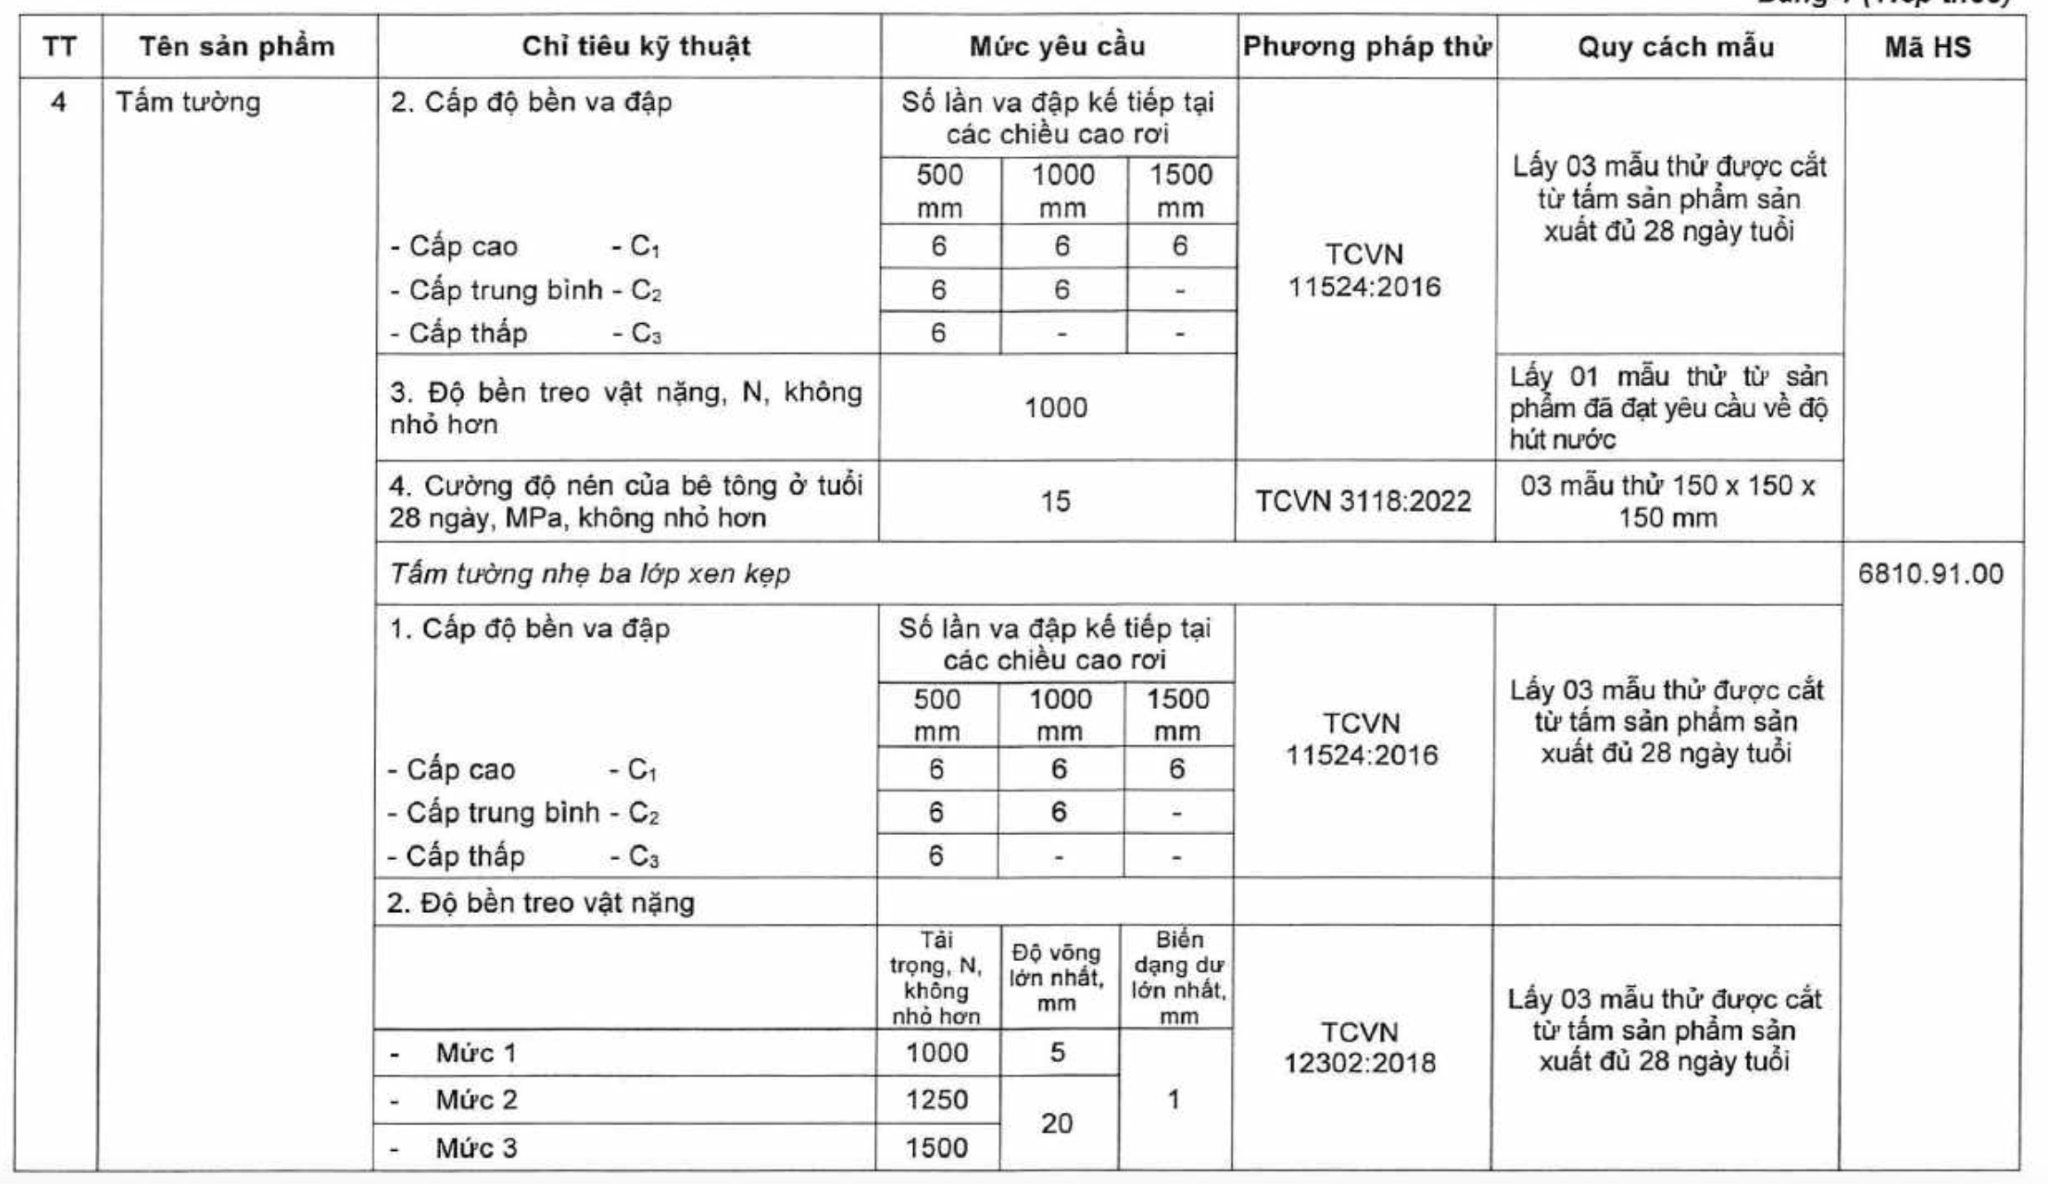 TT Tên sản phẩm Chỉ tiêu kỹ thuật Mức yêu cầu Phương pháp thử Quy cách mẫu Mã HS
4 Tấm tường 2. Cấp độ bền va đập
Số lần va đập kế tiếp tại
các chiều cao rơi
500 mm 1000 mm 1500 mm
- Cấp cao - C₁ 6 6 6
- Cấp trung bình - C₂ 6 6 -
- Cấp thấp - C₃ 6 - -
TCVN
11524:2016
Lấy 03 mẫu thử được cắt
từ tấm sản phẩm sản
xuất đủ 28 ngày tuổi
3. Độ bền treo vật nặng, N, không
nhỏ hơn
1000
Lấy 01 mẫu thử từ sản
phẩm đã đạt yêu cầu về độ
hút nước
4. Cường độ nén của bê tông ở tuổi
28 ngày, MPa, không nhỏ hơn
15
TCVN 3118:2022
03 mẫu thử 150 x 150 x
150 mm
Tấm tường nhẹ ba lớp xen kẹp 6810.91.00
1. Cấp độ bền va đập
Số lần va đập kế tiếp tại
các chiều cao rơi
500 mm 1000 mm 1500 mm
- Cấp cao - C₁ 6 6 6
- Cấp trung bình - C₂ 6 6 -
- Cấp thấp - C₃ 6 - -
TCVN
11524:2016
Lấy 03 mẫu thử được cắt
từ tấm sản phẩm sản
xuất đủ 28 ngày tuổi
2. Độ bền treo vật nặng
Tải
trọng, N,
không
nhỏ hơn
Độ võng
lớn nhất,
mm
Biến
dạng dư
lớn nhất,
mm
- Mức 1 1000 5
- Mức 2 1250 20 1
- Mức 3 1500
TCVN
12302:2018
Lấy 03 mẫu thử được cắt
từ tấm sản phẩm sản
xuất đủ 28 ngày tuổi